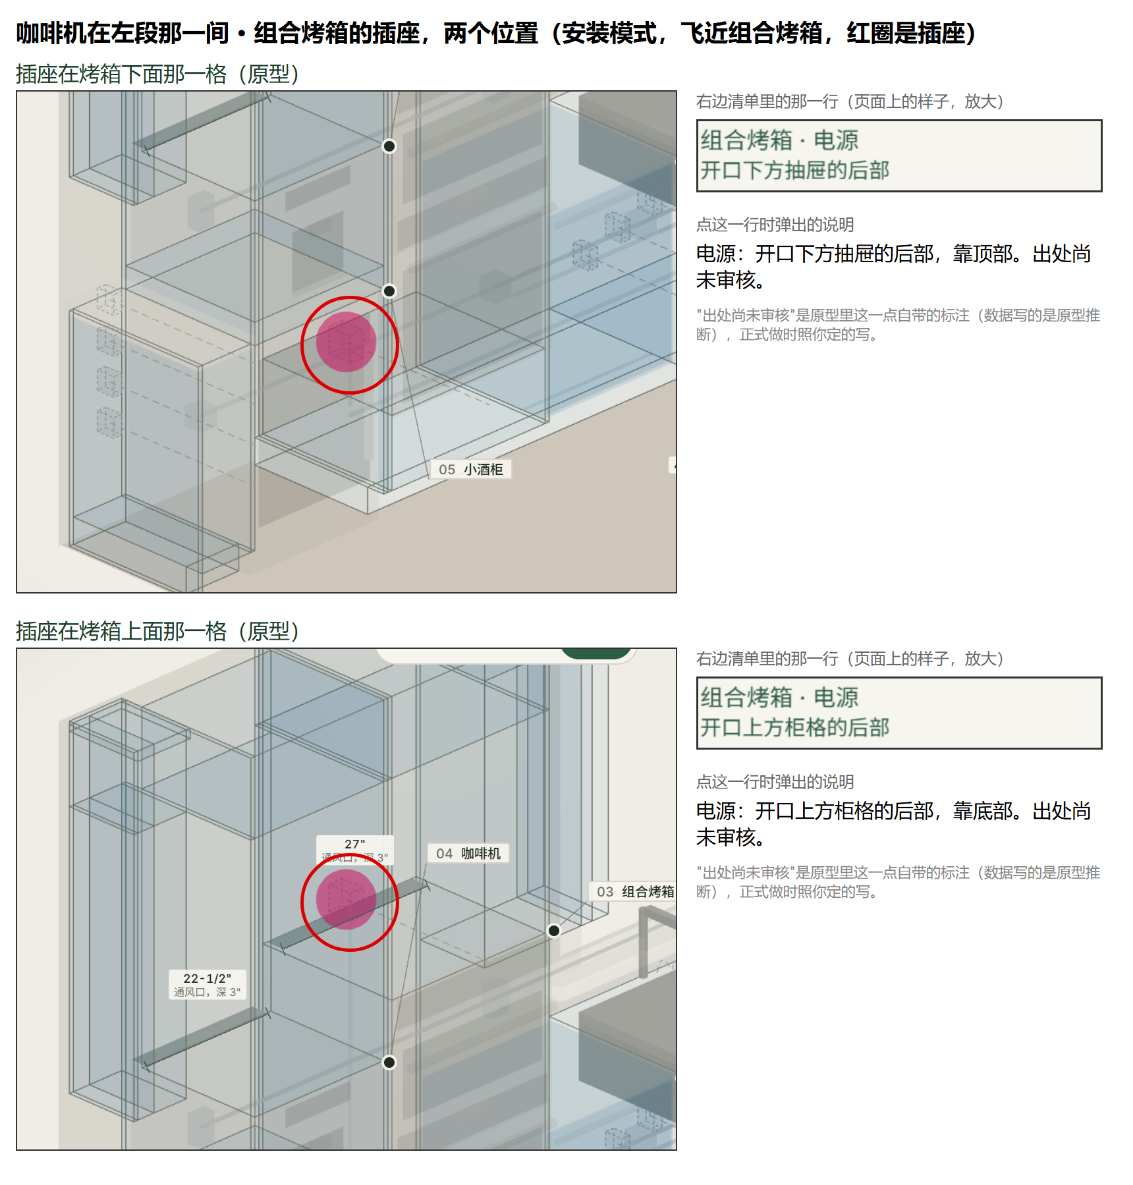 咖啡机在左段那一间 · 组合烤箱的插座，两个位置（安装模式，飞近组合烤箱，红圈是插座）
插座在烤箱下面那一格（原型）
右边清单里的那一行（页面上的样子，放大）
组合烤箱 · 电源
开口下方抽屉的后部
点这一行时弹出的说明
电源：开口下方抽屉的后部，靠顶部。出处尚
未审核。
"出处尚未审核"是原型里这一点自带的标注（数据写的是原型推
断），正式做时照你定的写。
05 小酒柜
插座在烤箱上面那一格（原型）
右边清单里的那一行（页面上的样子，放大）
组合烤箱 · 电源
开口上方柜格的后部
点这一行时弹出的说明
电源：开口上方柜格的后部，靠底部。出处尚
未审核。
"出处尚未审核"是原型里这一点自带的标注（数据写的是原型推
断），正式做时照你定的写。
27"
通风口，深 3"
04 咖啡机
03 组合烤箱
22-1/2"
通风口，深 3"